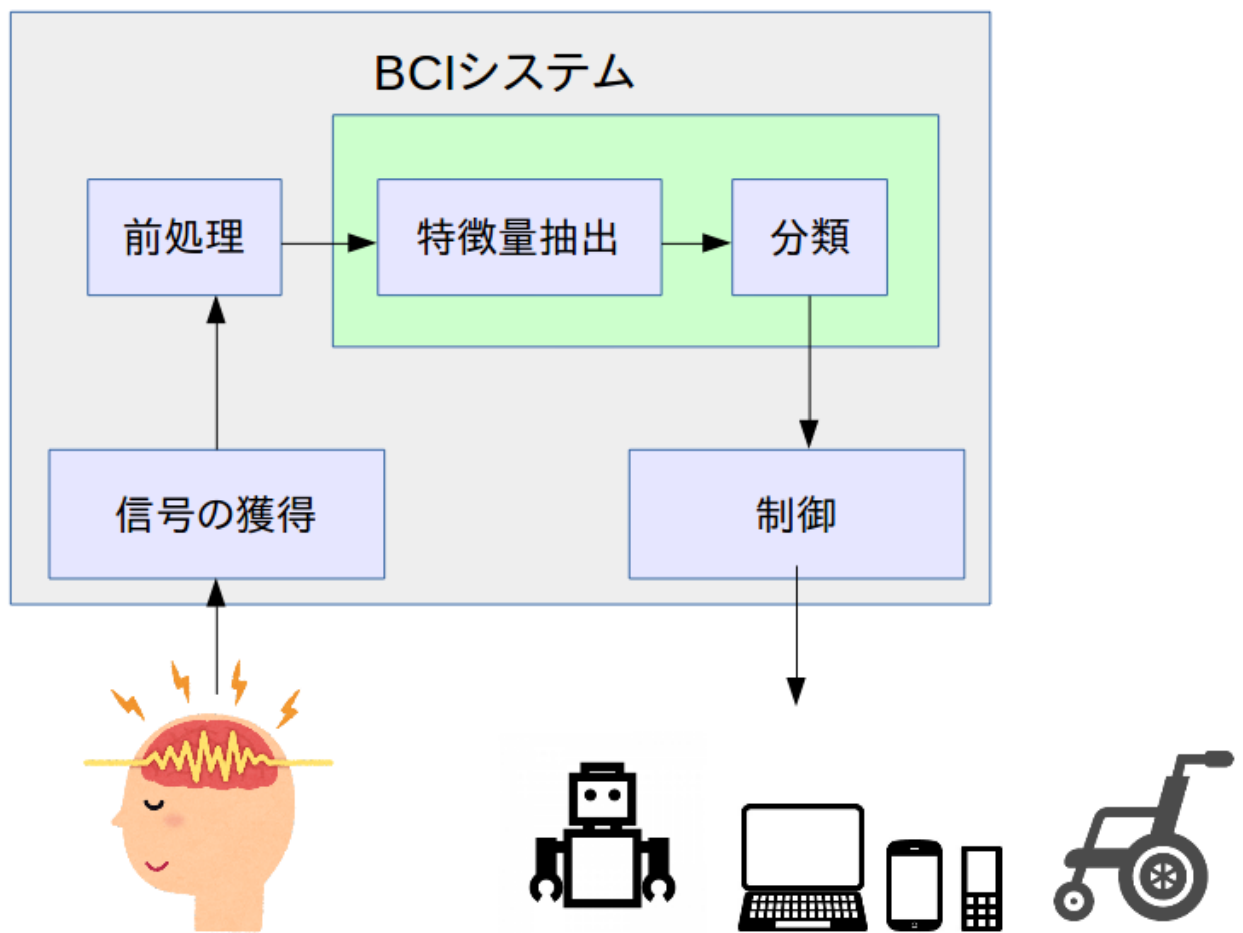 BCIシステム
前処理
特徴量抽出
分類
信号の獲得
制御